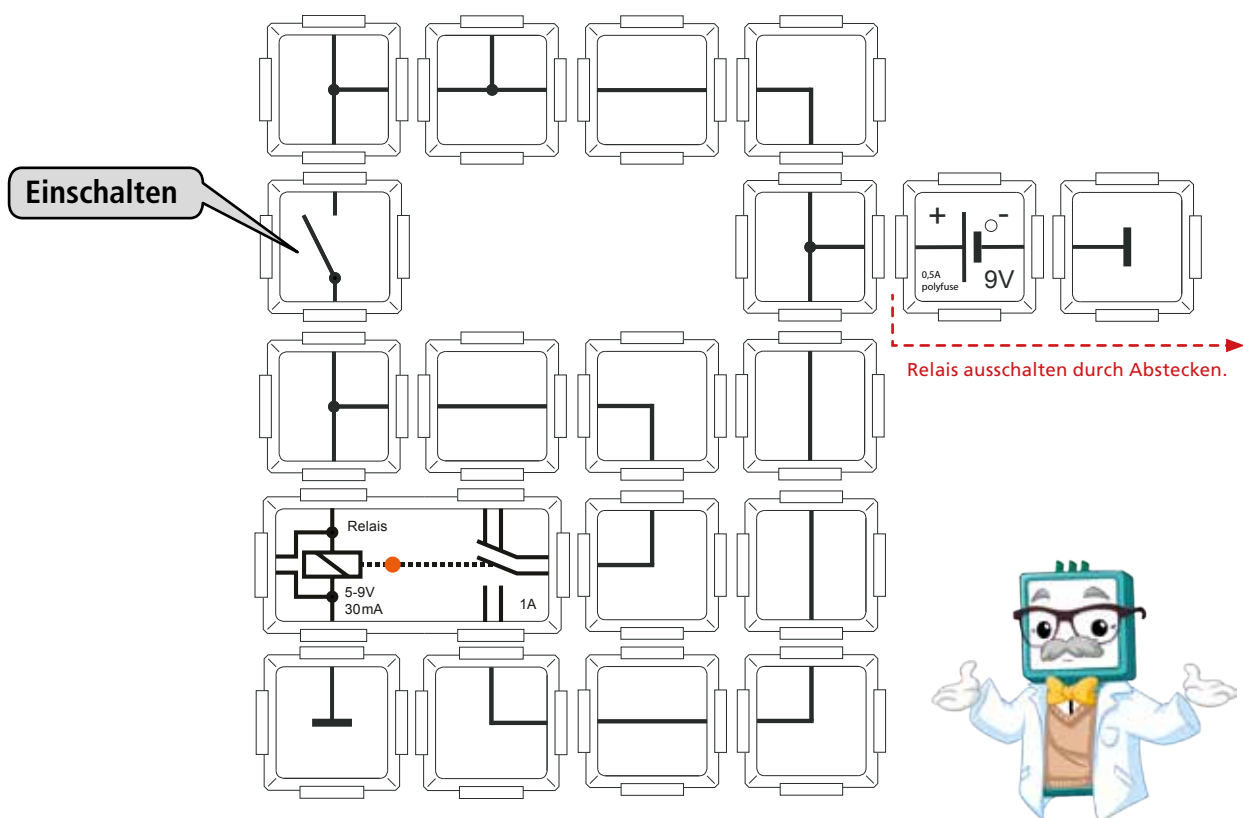 Einschalten
+
-
0,5A
polyfuse
9V
Relais ausschalten durch Abstecken.
Relais
5-9V
30mA
1A